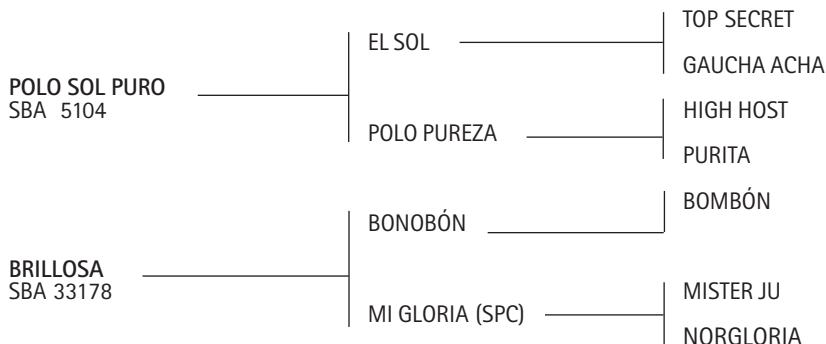 TOP SECRET
EL SOL
GAUCHA ACHA
POLO SOL PURO
SBA 5104
HIGH HOST
POLO PUREZA
PURITA
BOMBÓN
BONOBÓN
BRILLOSA
SBA 33178
MISTER JU
MI GLORIA (SPC)
NORGLORIA